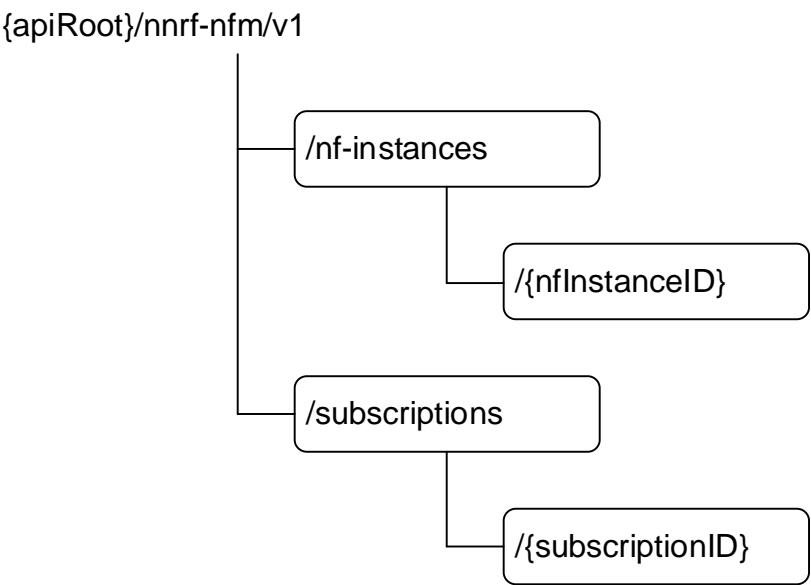 {apiRoot}/nnrf-nfm/v1
/nf-instances
/{nfInstanceID}
/subscriptions
/{subscriptionID}